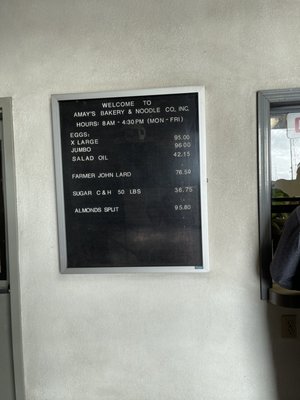 WELCOME TO
AMAY'S BAKERY & NOODLE CO, INC.
HOURS: 8AM - 4:30PM (MON - FRI)
EGGS:
X LARGE 95.00
JUMBO 96.00
SALAD OIL 42.15
FARMER JOHN LARD 76.50
SUGAR C&H 50 LBS 36.75
ALMONDS SPLIT 95.80